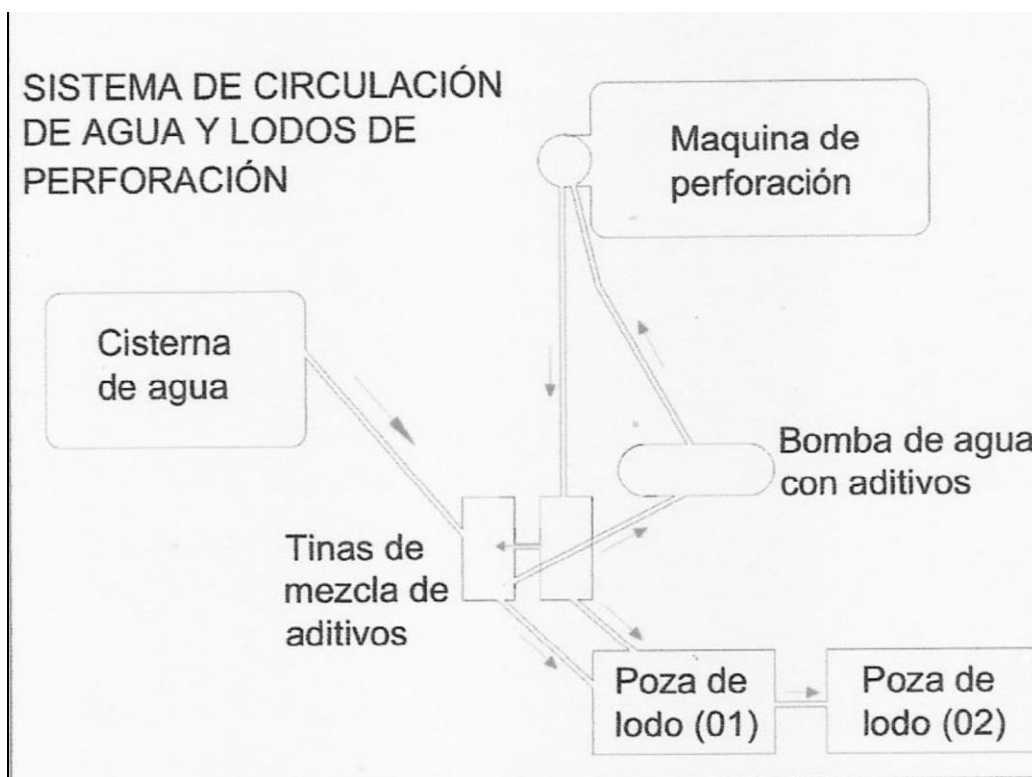 SISTEMA DE CIRCULACIÓN
DE AGUA Y LODOS DE
PERFORACIÓN
Maquina de
perforación
Cisterna
de agua
Bomba de agua
con aditivos
Tinas de
mezcla de
aditivos
Poza de
lodo (01)
Poza de
lodo (02)